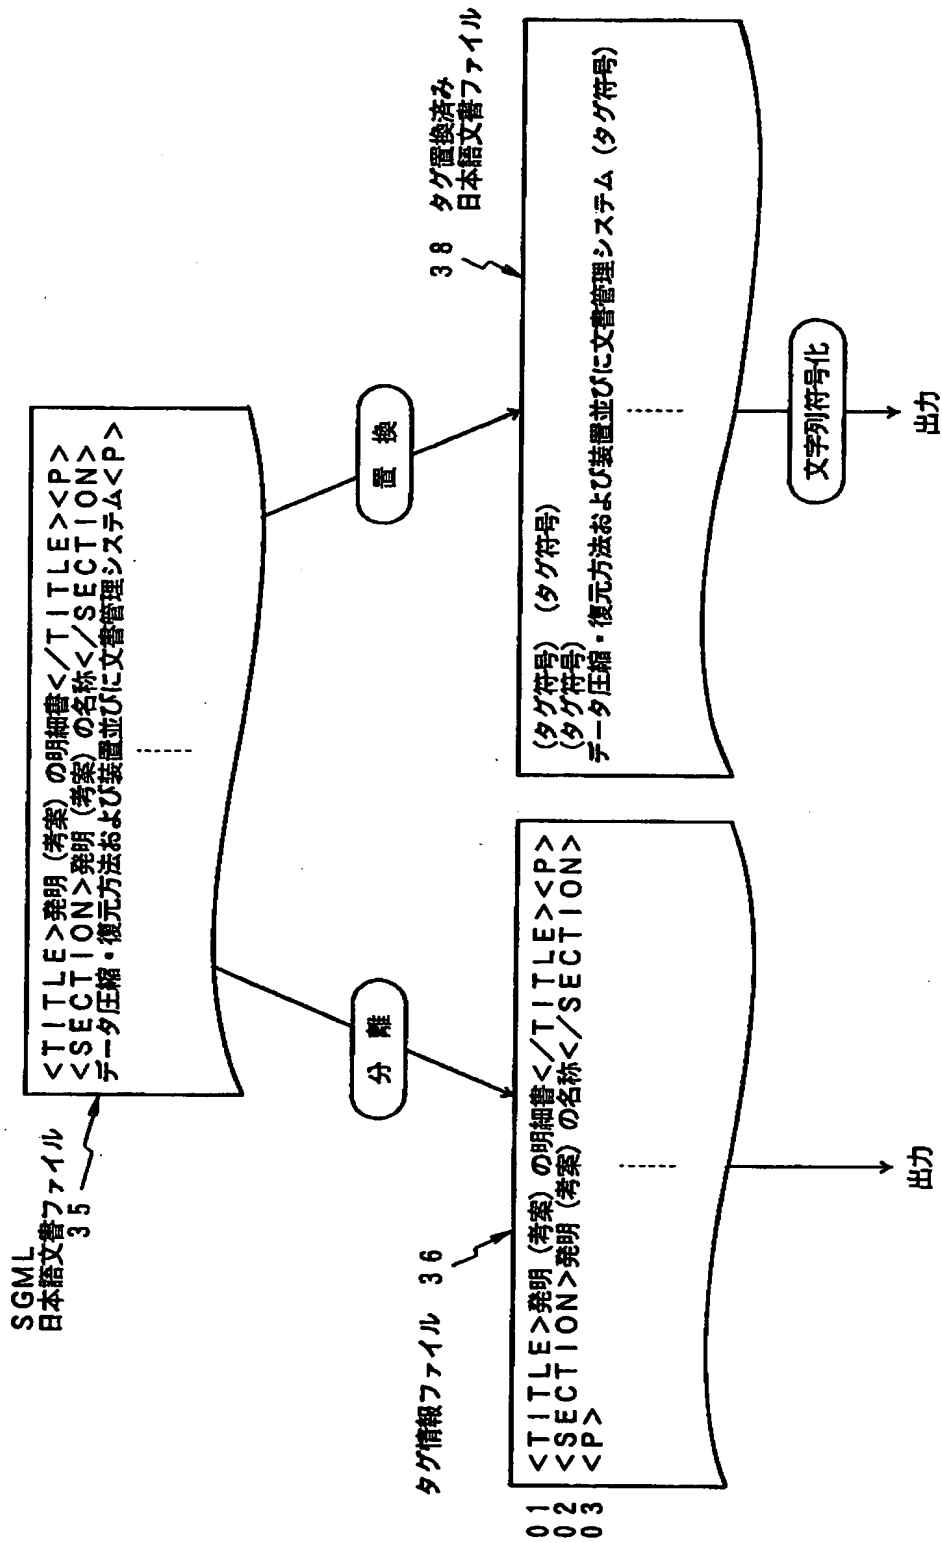 SGML
日本語文書ファイル
35
<TITLE>発明(考案)の明細書</TITLE><P>
<SECTION>発明(考案)の名称</SECTION>
データ圧縮・復元方法および装置並びに文書管理システム<P>
分離
置換
タグ情報ファイル 36
01 <TITLE>発明(考案)の明細書</TITLE><P>
02 <SECTION>発明(考案)の名称</SECTION>
03 <P>
出力
38 タグ置換済み
日本語文書ファイル
(タグ符号) (タグ符号)
(タグ符号)
データ圧縮・復元方法および装置並びに文書管理システム(タグ符号)
文字列符号化
出力